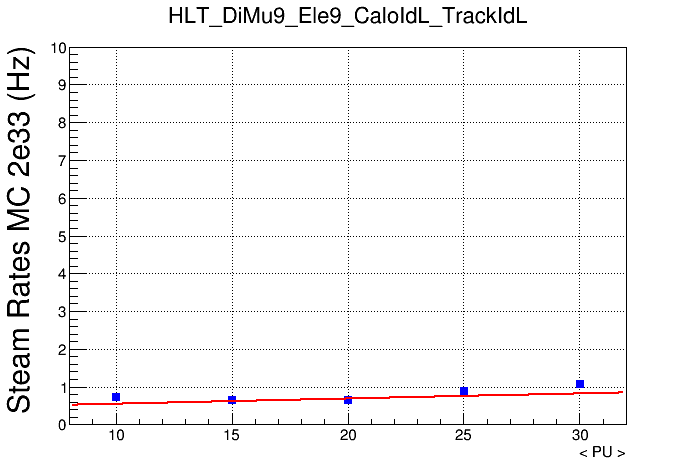 HLT_DiMu9_Ele9_CaloIdL_TrackIdL
Steam Rates MC 2e33 (Hz)
10
9
8
7
6
5
4
3
2
1
0
10 15 20 25 30
< PU >